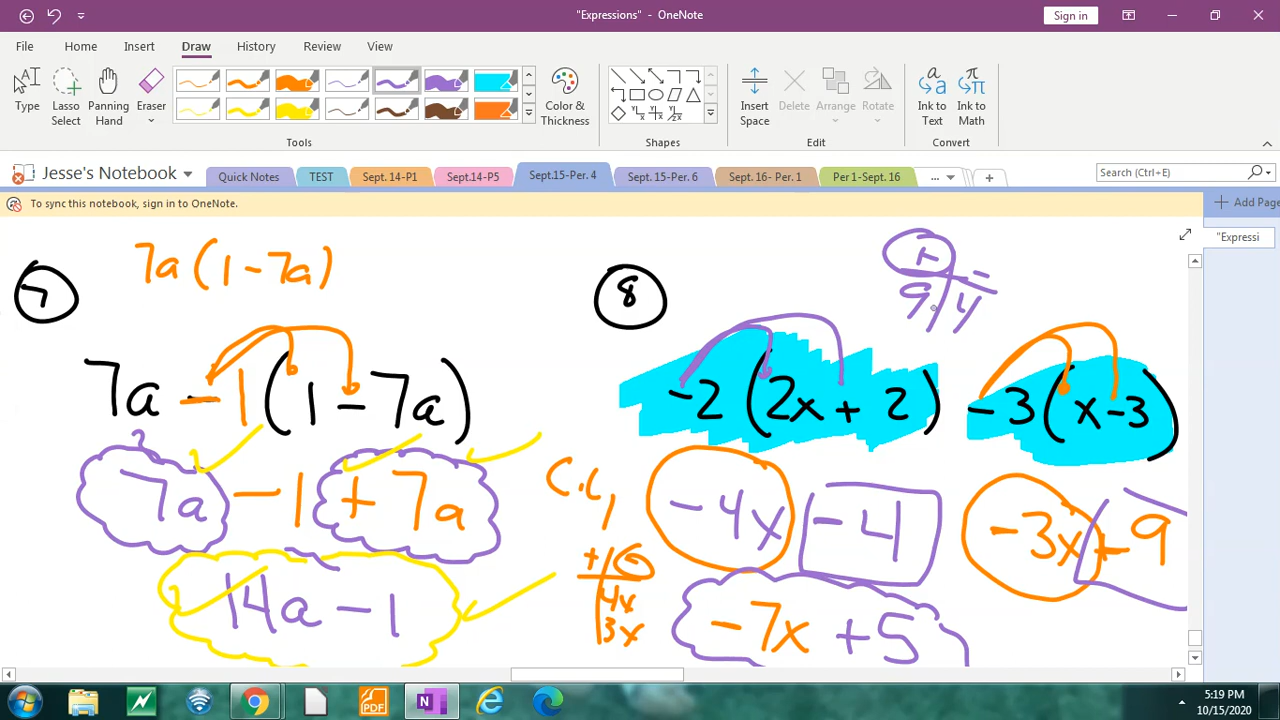 "Expressions" - OneNote
Sign in
File Home Insert Draw History Review View
Type
Lasso Select
Panning Hand
Eraser
Color & Thickness
Insert Space
Delete
Arrange
Rotate
Ink to Text
Ink to Math
Tools
Shapes
Edit
Convert
Jesse's Notebook
Quick Notes TEST Sept. 14-P1 Sept.14-P5 Sept.15-Per. 4 Sept. 15-Per. 6 Sept. 16- Per. 1 Per 1-Sept. 16 ...
Search (Ctrl+E)
To sync this notebook, sign in to OneNote.
Add Page
"Expressi
7
7a(1-7a)
7a - 1(1 - 7a)
7a - 1 + 7a
14a - 1
8
+ -
9 4
-2(2x + 2) -3(x-3)
C.L,
-4x - 4 -3x + 9
+ -
4x
3x
-7x + 5
5:19 PM
10/15/2020